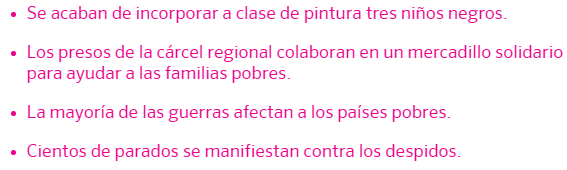 • Se acaban de incorporar a clase de pintura tres niños negros.
• Los presos de la cárcel regional colaboran en un mercadillo solidario
para ayudar a las familias pobres.
• La mayoría de las guerras afectan a los países pobres.
• Cientos de parados se manifiestan contra los despidos.